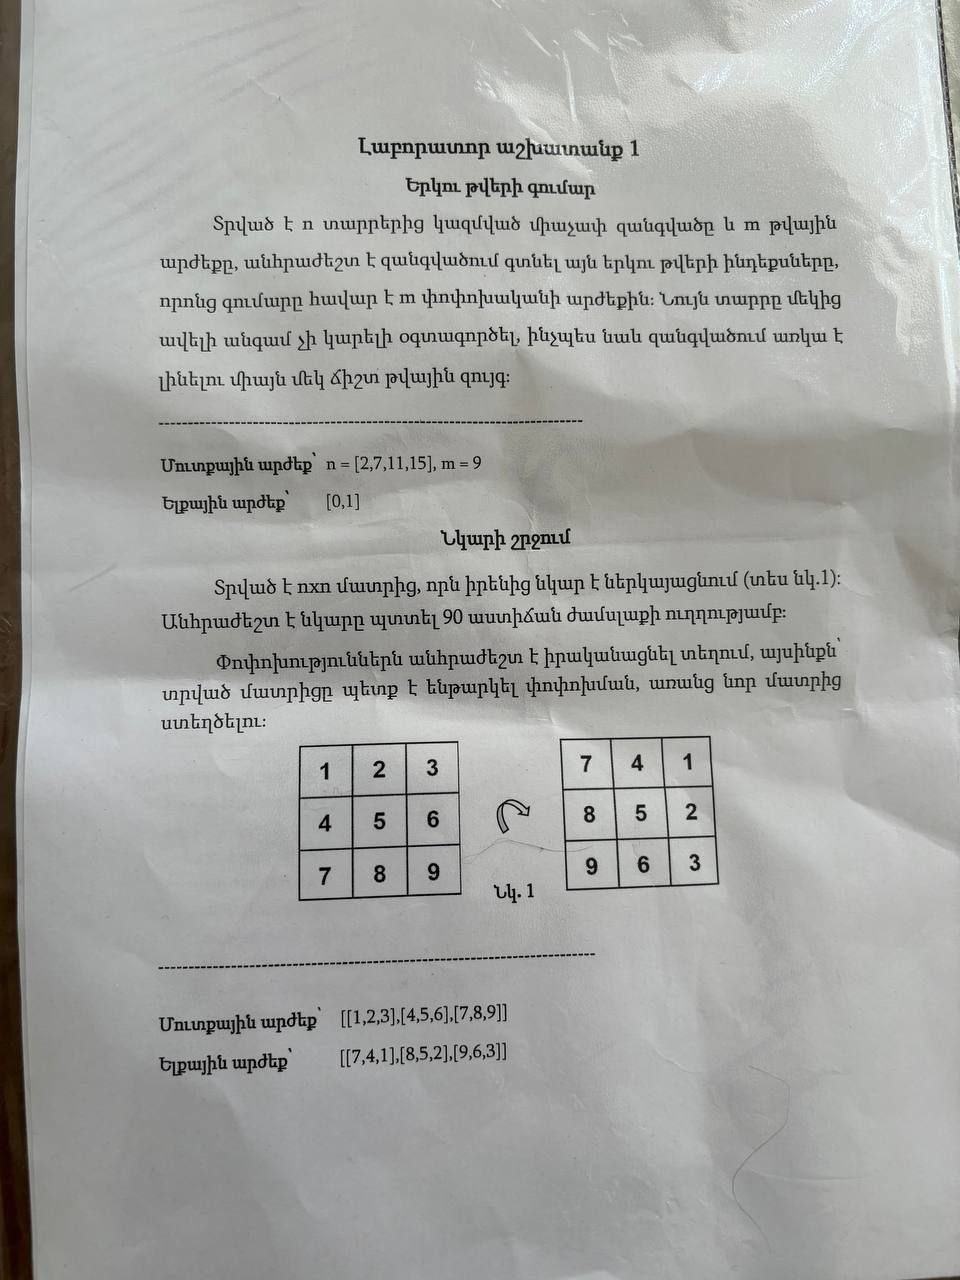 Լաբորատոր աշխատանք 1
Երկու թվերի գումար
Տրված է n տարրերից կազմված միաչափ զանգվածը և m թվային
արժեքը, անհրաժեշտ է զանգվածում գտնել այն երկու թվերի ինդեքսները,
որոնց գումարը հավար է m փոփոխականի արժեքին։ Նույն տարրը մեկից
ավելի անգամ չի կարելի օգտագործել, ինչպես նաև զանգվածում առկա է
լինելու միայն մեկ ճիշտ թվային զույգ։
------------------------------------------------------------------------
Մուտքային արժեք՝ n = [2,7,11,15], m = 9
Ելքային արժեք՝ [0,1]
Նկարի շրջում
Տրված է nxn մատրից, որն իրենից նկար է ներկայացնում (տես նկ.1)։
Անհրաժեշտ է նկարը պտտել 90 աստիճան ժամսլաքի ուղղությամբ։
Փոփոխություններն անհրաժեշտ է իրականացնել տեղում, այսինքն՝
տրված մատրիցը պետք է ենթարկել փոփոխման, առանց նոր մատրից
ստեղծելու։
1 2 3 7 4 1
4 5 6 8 5 2
7 8 9 9 6 3
Նկ. 1
------------------------------------------------------------------------
Մուտքային արժեք՝ [[1,2,3],[4,5,6],[7,8,9]]
Ելքային արժեք՝ [[7,4,1],[8,5,2],[9,6,3]]